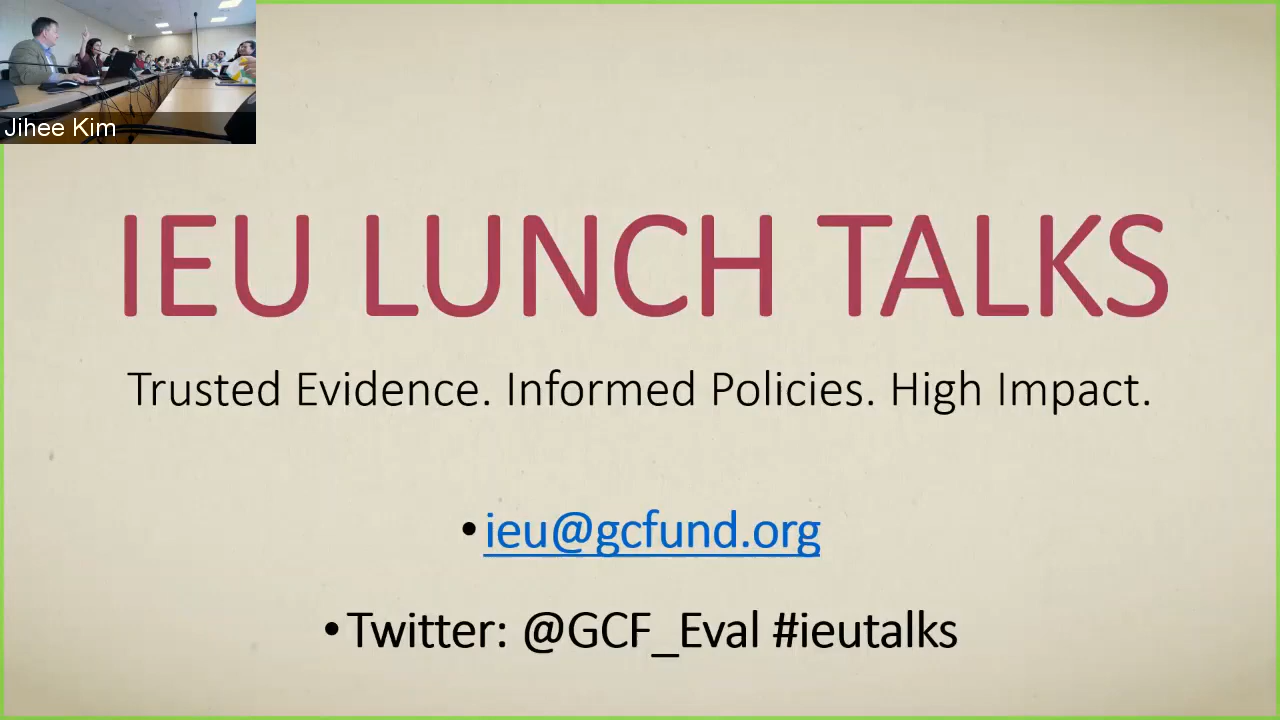 Jihee Kim
IEU LUNCH TALKS
Trusted Evidence. Informed Policies. High Impact.
•ieu@gcfund.org
•Twitter: @GCF_Eval #ieutalks